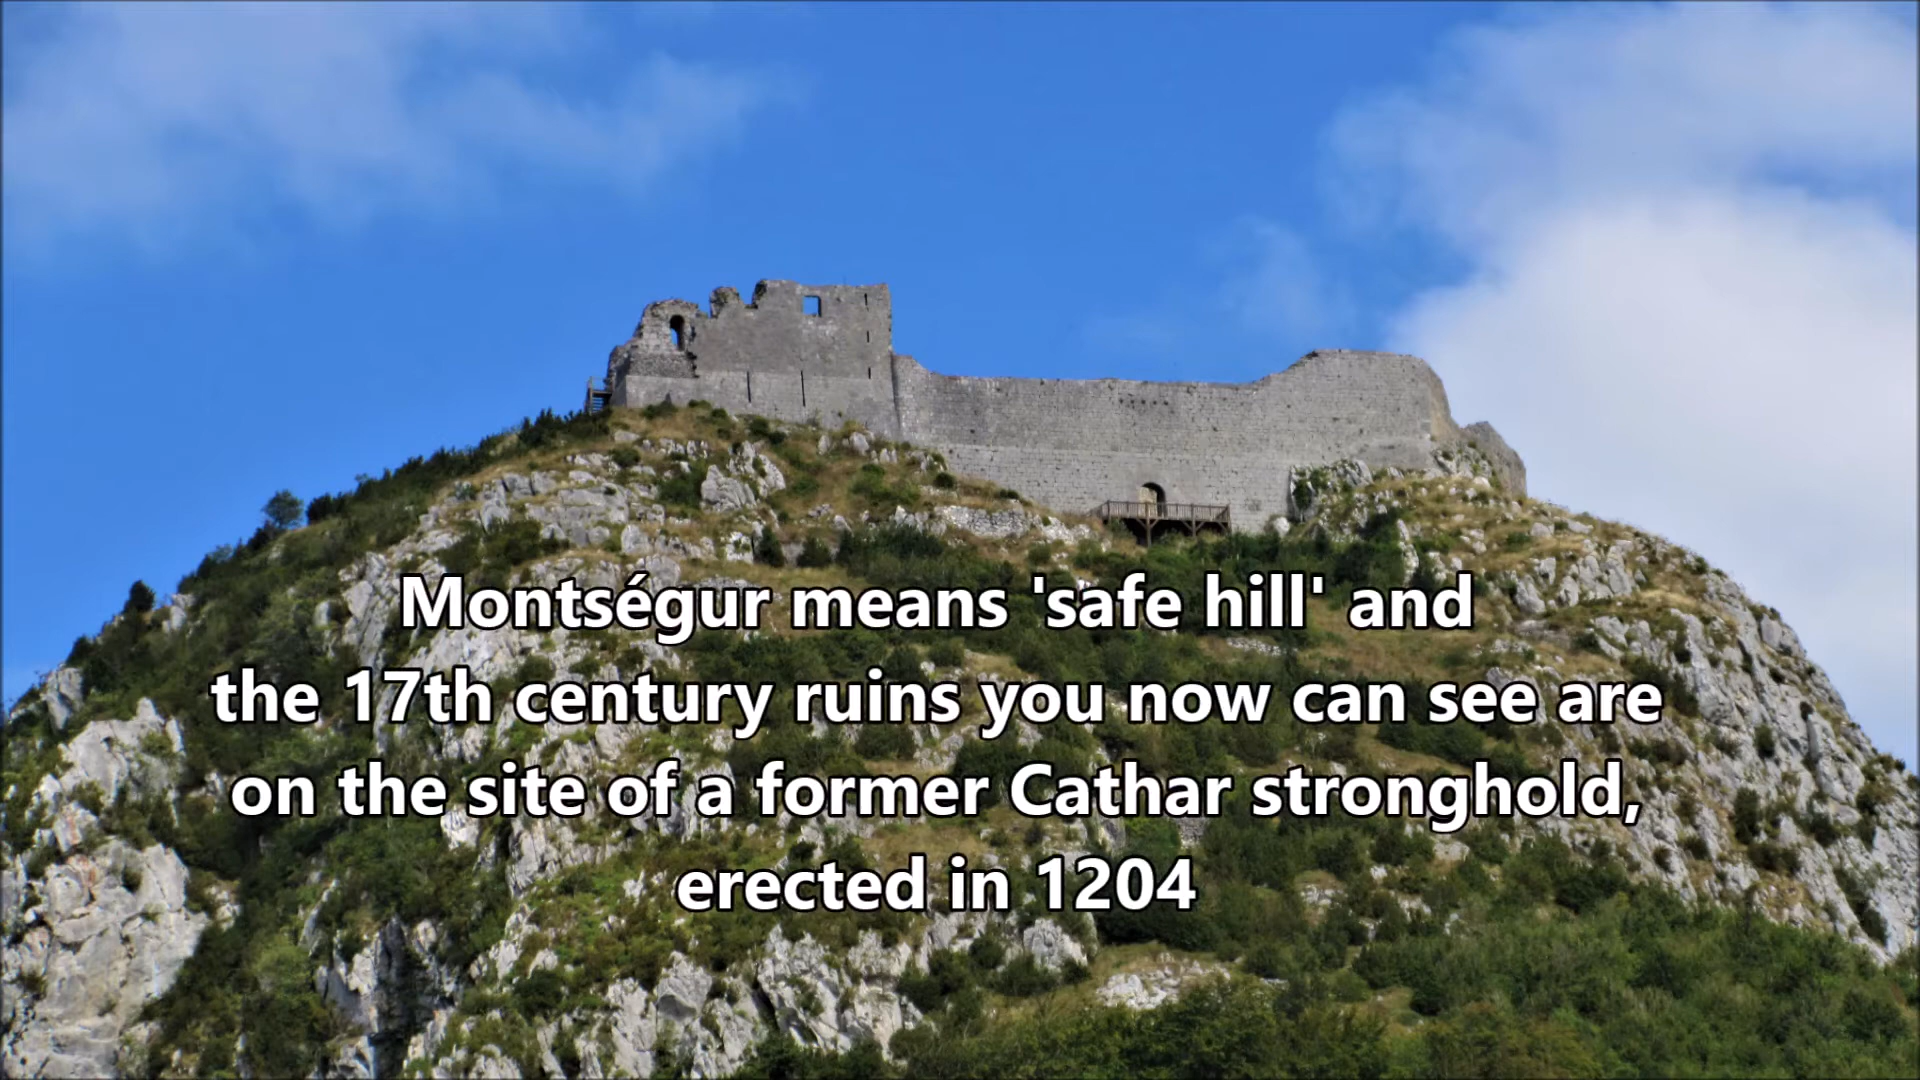 Montségur means 'safe hill' and
the 17th century ruins you now can see are
on the site of a former Cathar stronghold,
erected in 1204